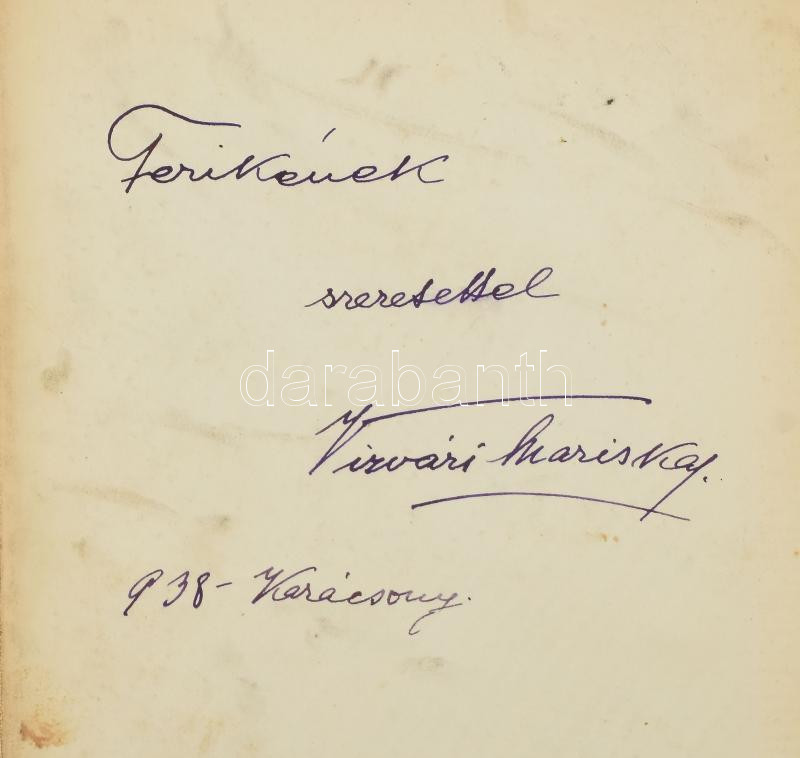 Ferikének
szeretettel
darabanth
Vizvári Mariska.
938 - Karácsony.